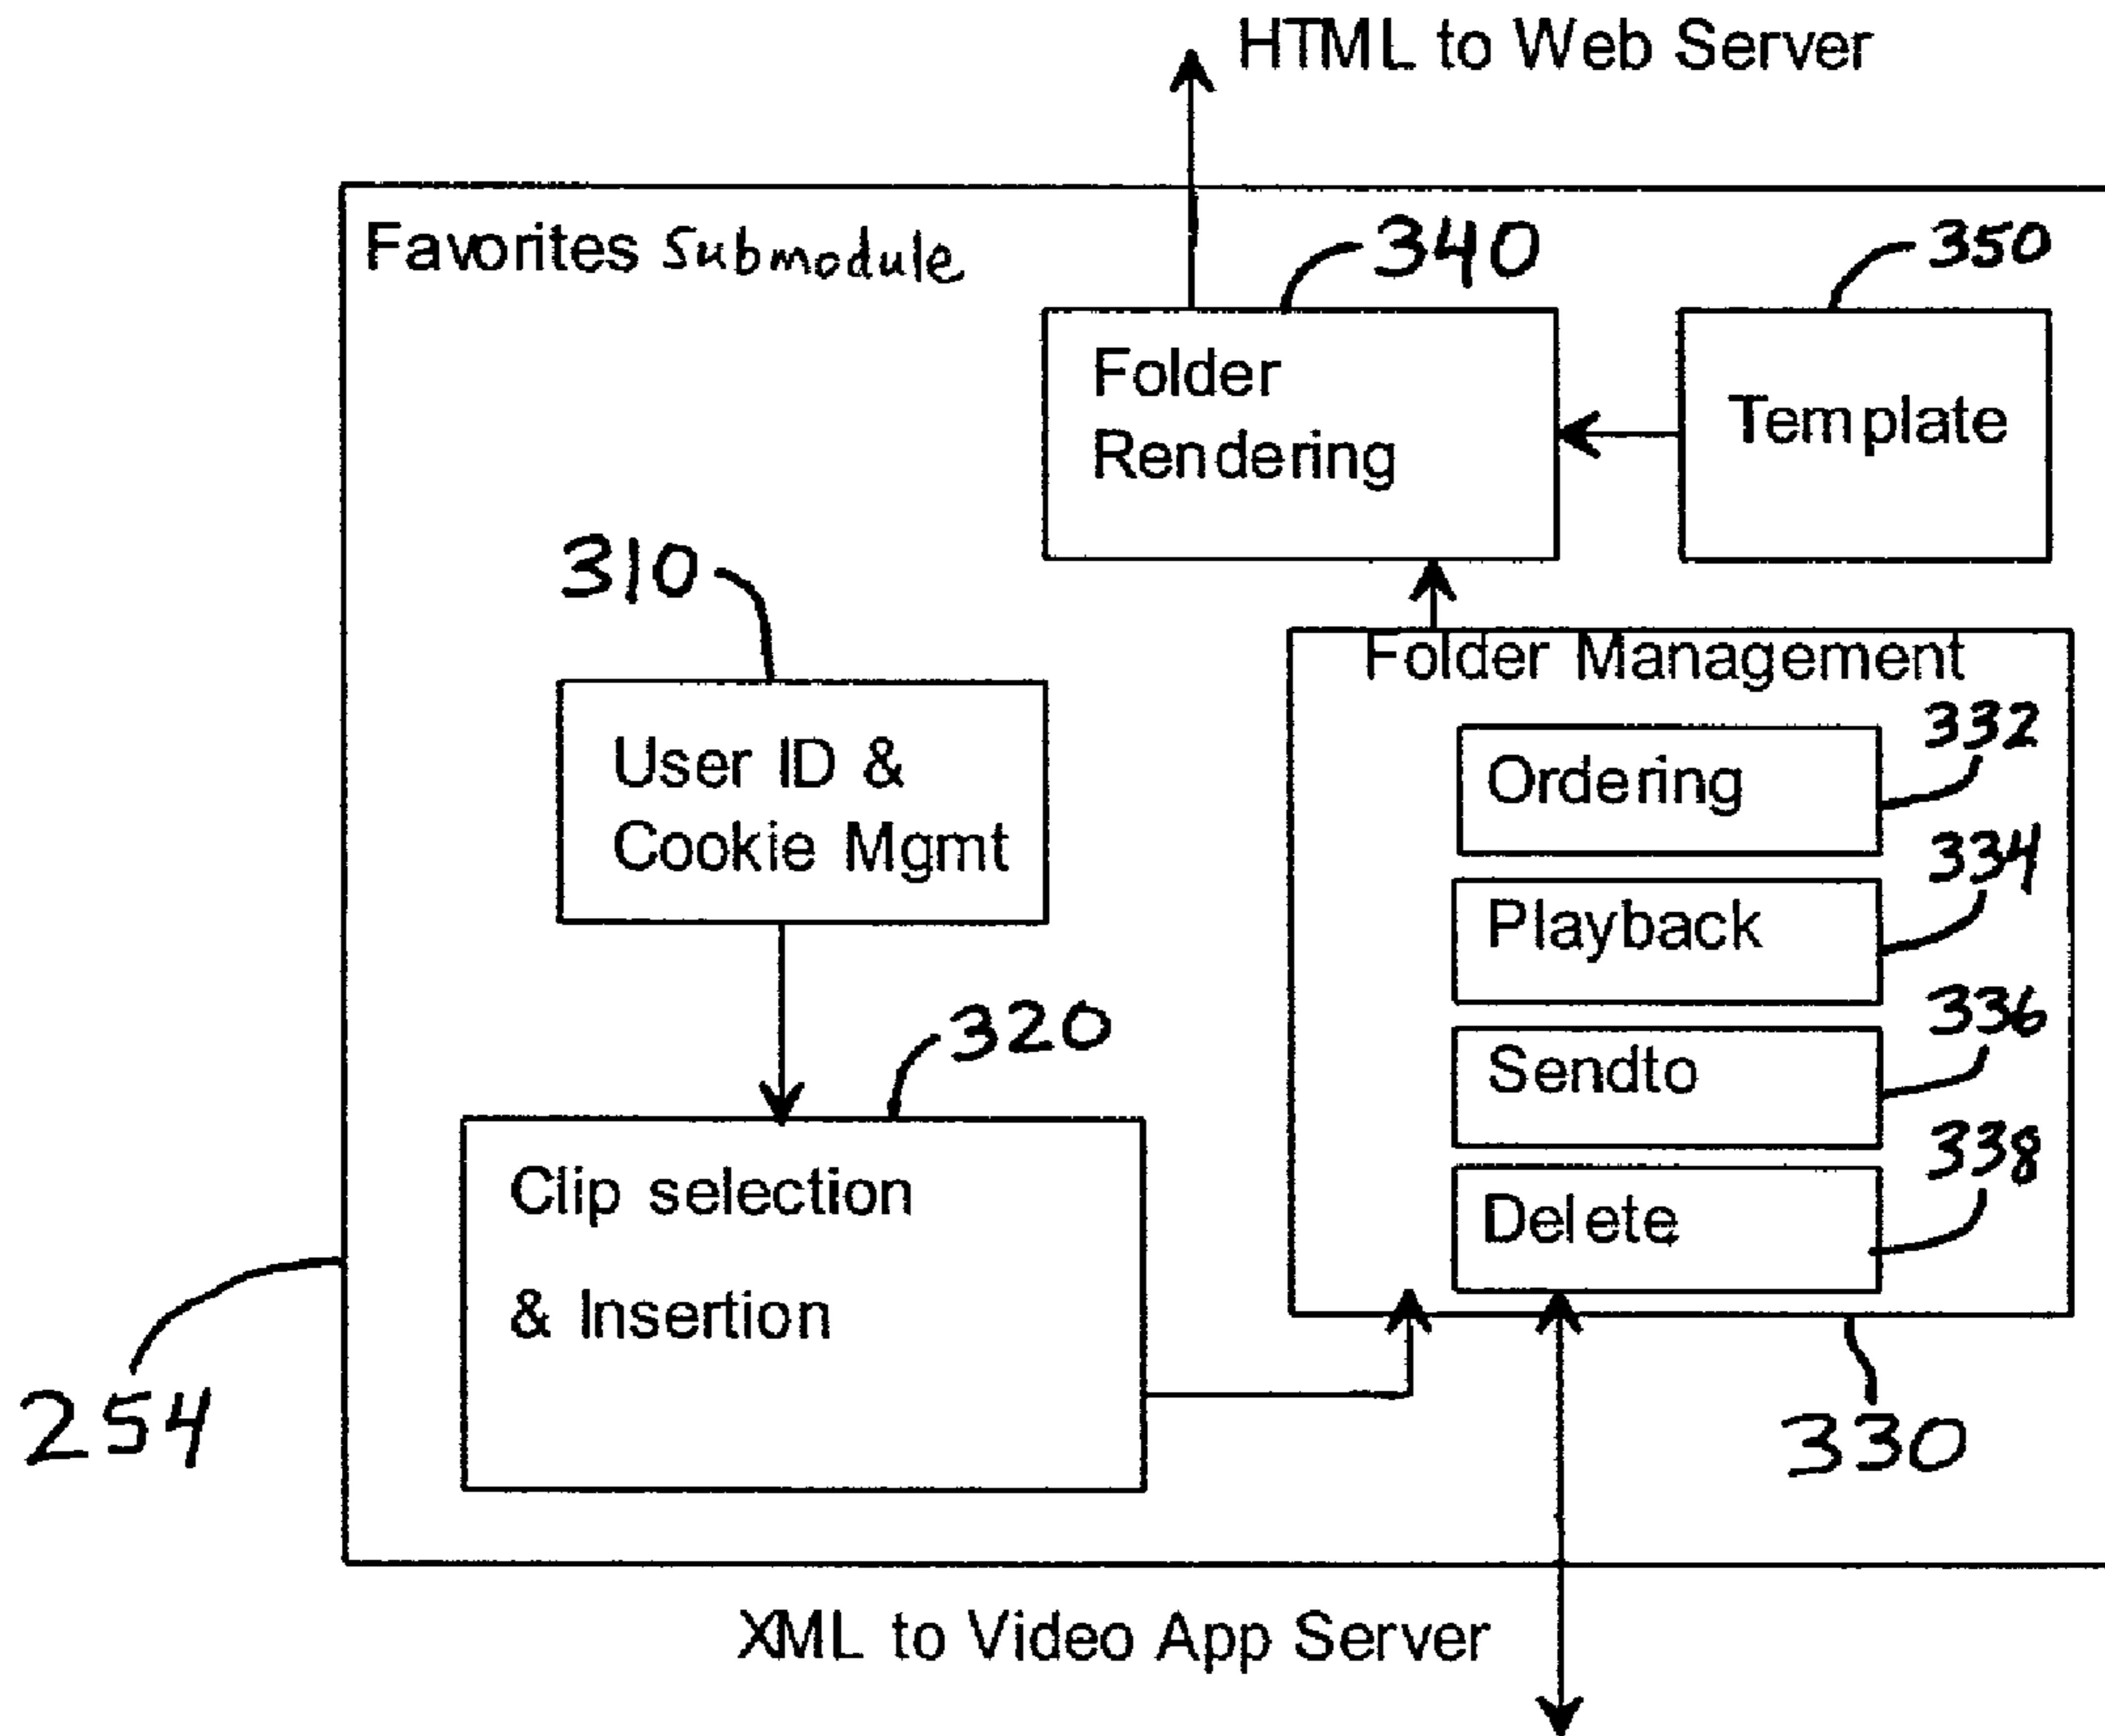 HTML to Web Server
Favorites Submodule
340
350
Folder
Rendering
Template
310
Folder Management
User ID &
Cookie Mgmt
Ordering
332
Playback
334
Sendto
336
Delete
338
320
Clip selection
& Insertion
254
330
XML to Video App Server